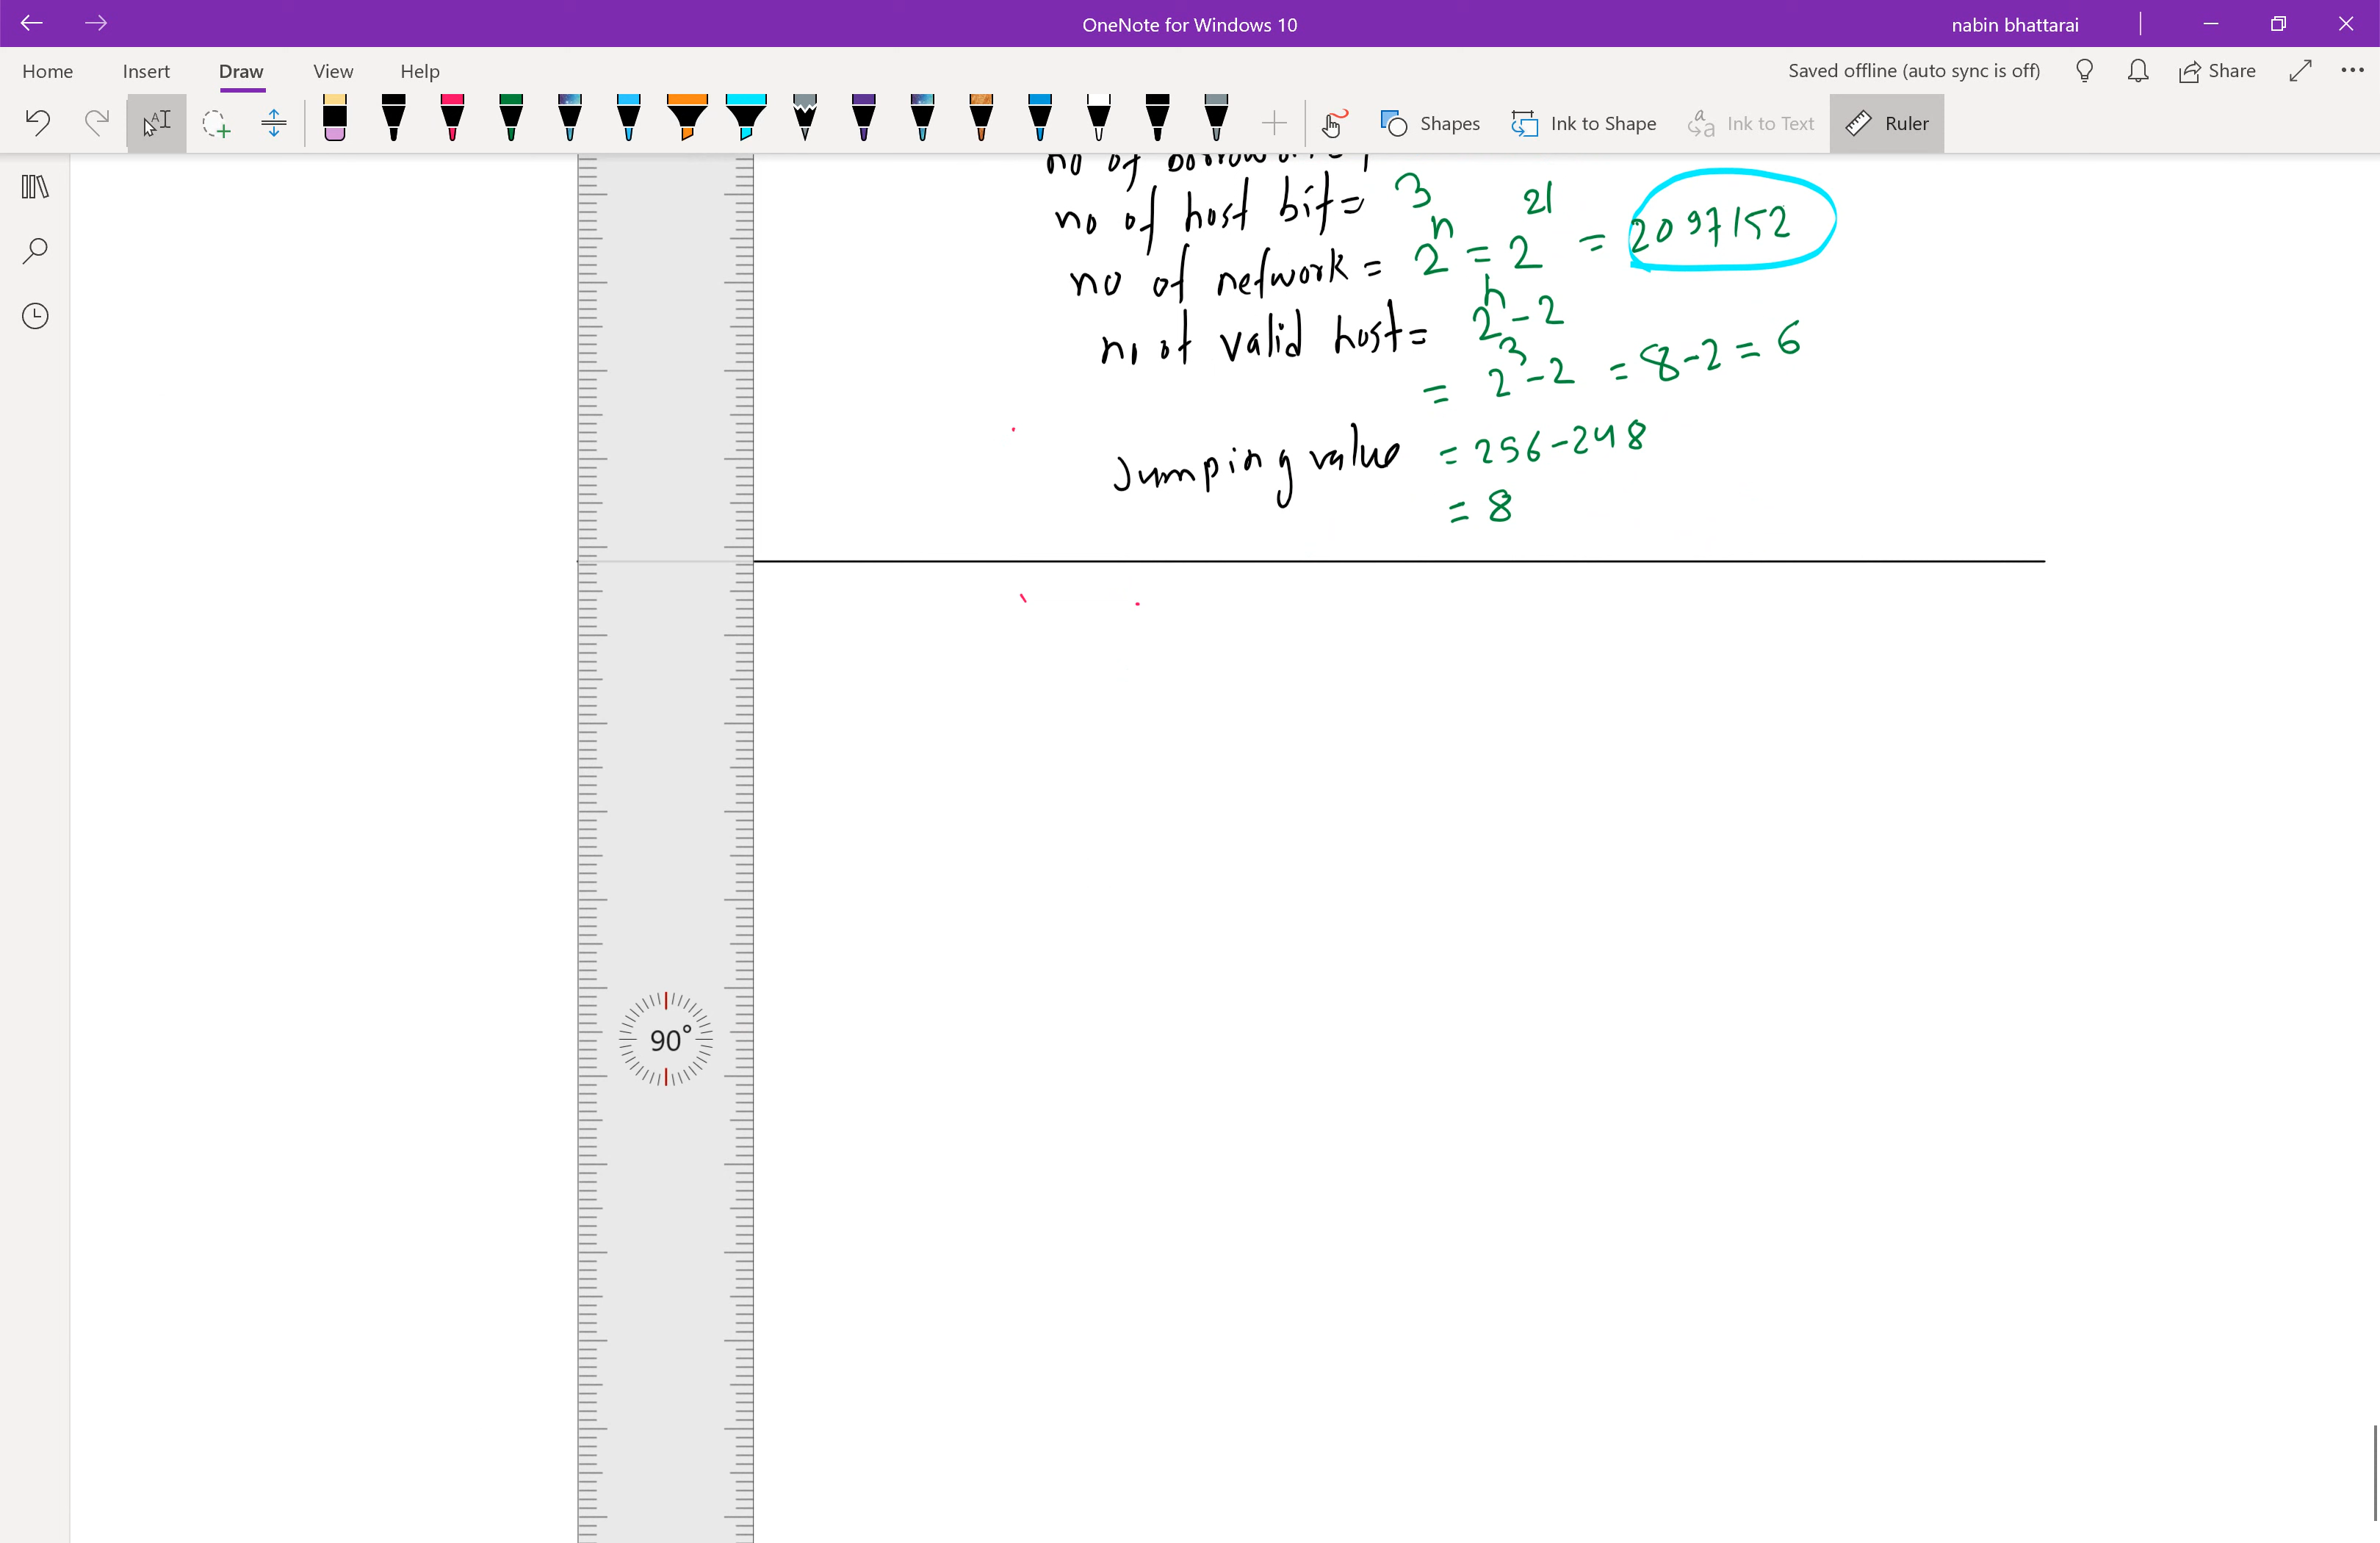 OneNote for Windows 10
nabin bhattarai
Home Insert Draw View Help
Saved offline (auto sync is off) Share
Shapes Ink to Shape Ink to Text Ruler
no of
no of host bit = 3
no of network = 2^n = 2^21 = 2097152
no of valid host = 2^h - 2
= 2^3 - 2 = 8 - 2 = 6
Jumping value = 256 - 248
= 8
90°